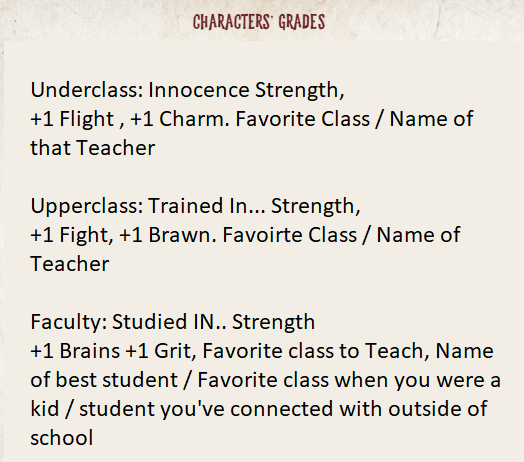 CHARACTERS' GRADES
Underclass: Innocence Strength,
+1 Flight , +1 Charm. Favorite Class / Name of
that Teacher
Upperclass: Trained In... Strength,
+1 Fight, +1 Brawn. Favoirte Class / Name of
Teacher
Faculty: Studied IN.. Strength
+1 Brains +1 Grit, Favorite class to Teach, Name
of best student / Favorite class when you were a
kid / student you've connected with outside of
school